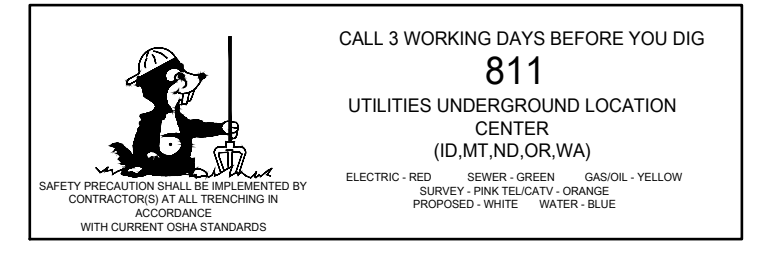 CALL 3 WORKING DAYS BEFORE YOU DIG
811
UTILITIES UNDERGROUND LOCATION
CENTER
(ID,MT,ND,OR,WA)
ELECTRIC - RED SEWER - GREEN GAS/OIL - YELLOW
SURVEY - PINK TEL/CATV - ORANGE
PROPOSED - WHITE WATER - BLUE
SAFETY PRECAUTION SHALL BE IMPLEMENTED BY
CONTRACTOR(S) AT ALL TRENCHING IN
ACCORDANCE
WITH CURRENT OSHA STANDARDS